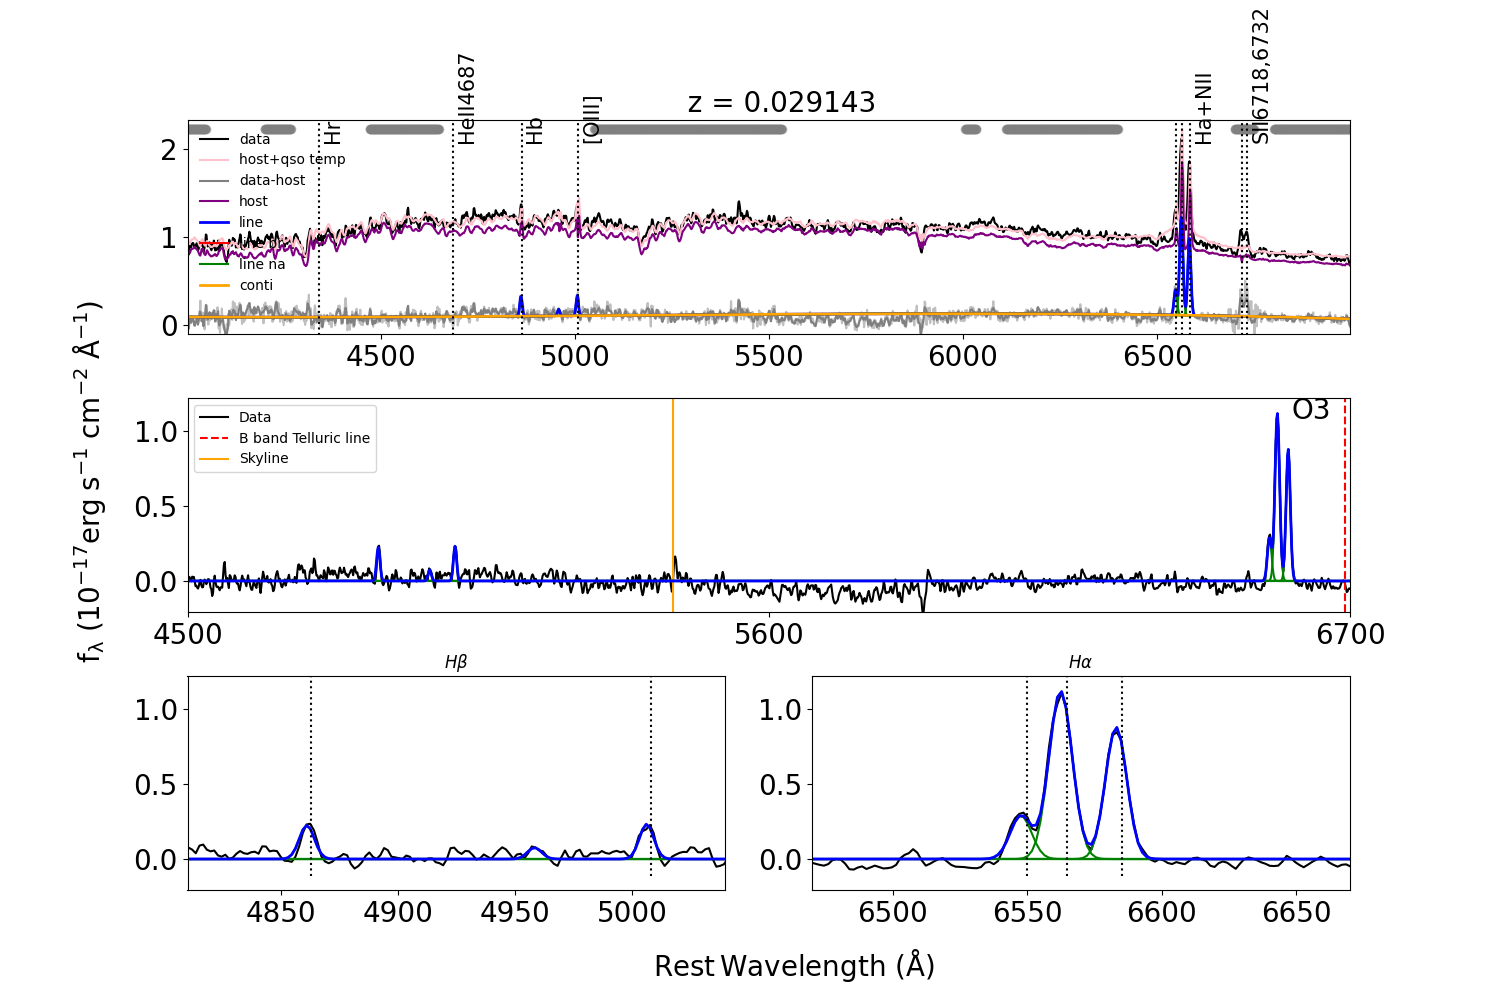 z = 0.029143
Hr
HeII4687
Hb
[OIII]
Ha+NII
SII6718,6732
data
host+qso temp
data-host
host
line
line br
line na
conti
2
1
0
4500
5000
5500
6000
6500
Data
B band Telluric line
Skyline
O3
1.0
0.5
0.0
4500
5600
6700
fλ (10⁻¹⁷erg s⁻¹ cm⁻² Å⁻¹)
Hβ
1.0
0.5
0.0
4850
4900
4950
5000
Hα
1.0
0.5
0.0
6500
6550
6600
6650
Rest Wavelength (Å)